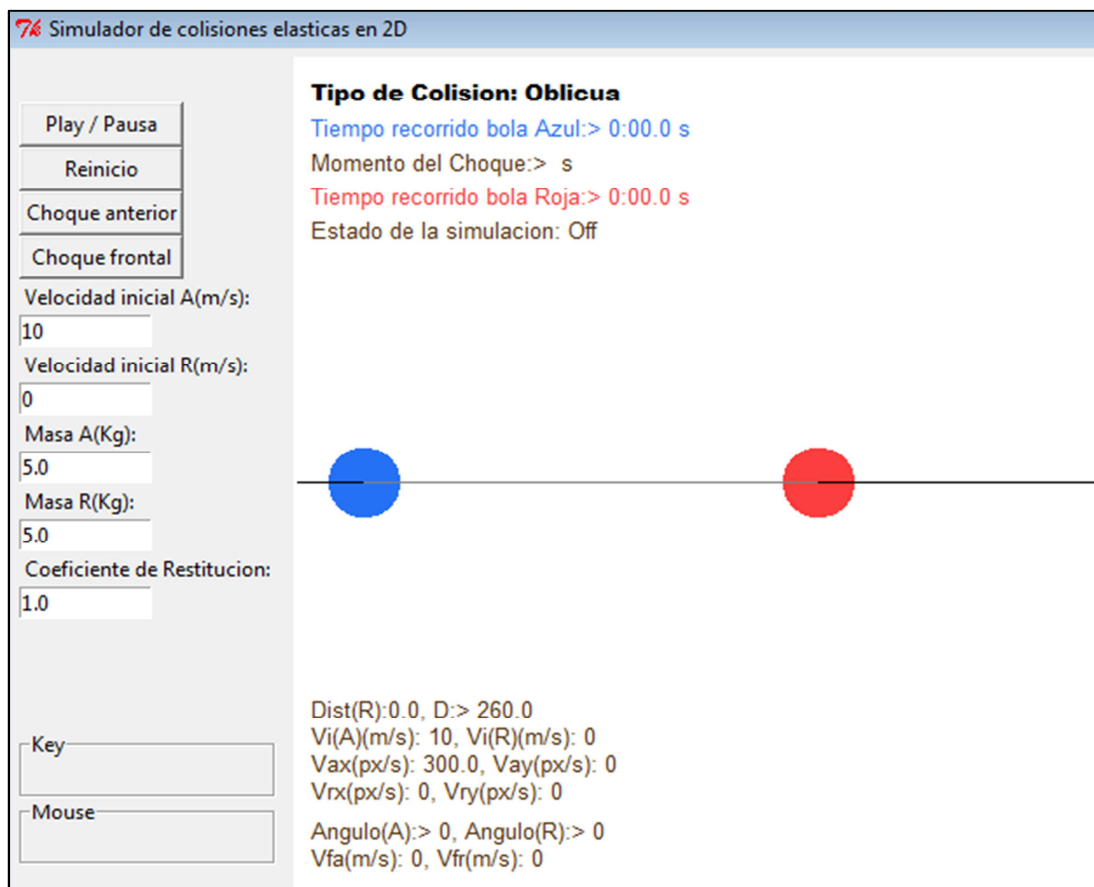 Simulador de colisiones elasticas en 2D
Play / Pausa
Reinicio
Choque anterior
Choque frontal
Velocidad inicial A(m/s):
10
Velocidad inicial R(m/s):
0
Masa A(Kg):
5.0
Masa R(Kg):
5.0
Coeficiente de Restitucion:
1.0
Key
Mouse
Tipo de Colision: Oblicua
Tiempo recorrido bola Azul:> 0:00.0 s
Momento del Choque:>  s
Tiempo recorrido bola Roja:> 0:00.0 s
Estado de la simulacion: Off
Dist(R):0.0, D:> 260.0
Vi(A)(m/s): 10, Vi(R)(m/s): 0
Vax(px/s): 300.0, Vay(px/s): 0
Vrx(px/s): 0, Vry(px/s): 0
Angulo(A):> 0, Angulo(R):> 0
Vfa(m/s): 0, Vfr(m/s): 0